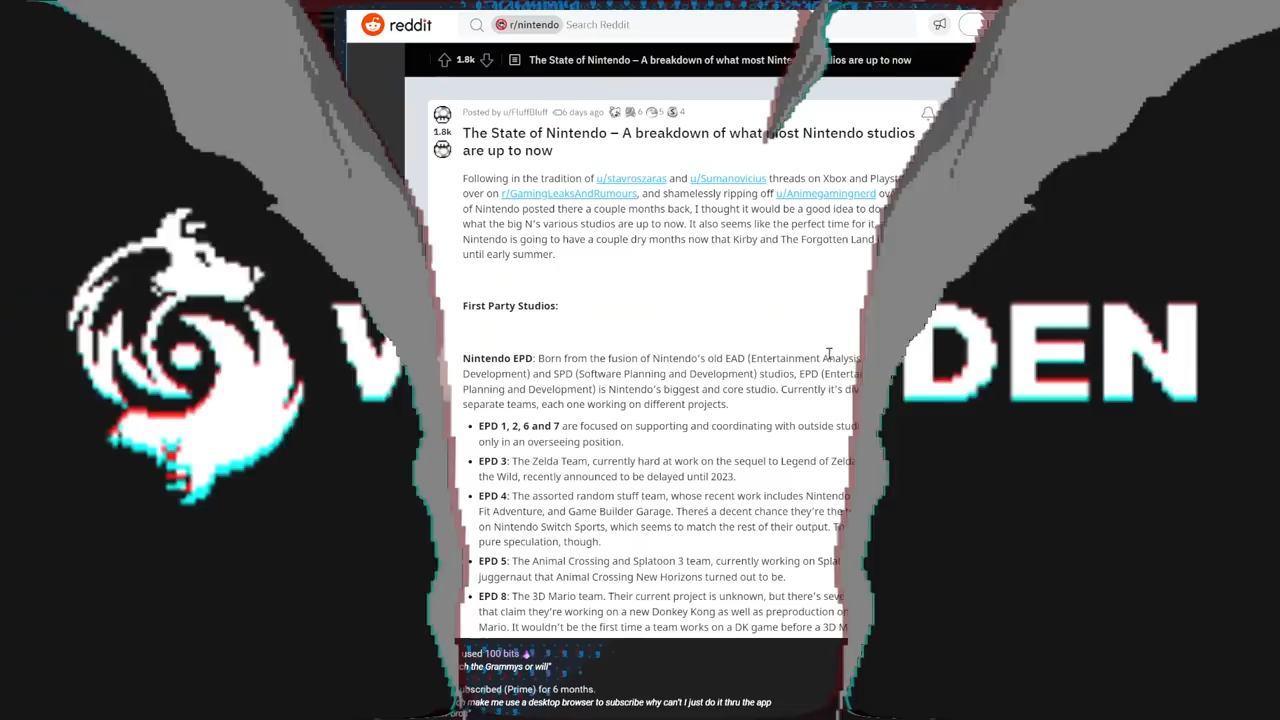 reddit r/nintendo Search Reddit
1.8k The State of Nintendo – A breakdown of what most ios are up to now
Posted by u/FluffBluff 6 days ago 6 5 4
1.8k
The State of Nintendo – A breakdown of what most Nintendo studios
are up to now
Following in the tradition of u/stavroszaras and u/Sumanovicius threads on Xbox and
over on r/GamingLeaksAndRumours, and shamelessly ripping off u/Animegamingnerd
of Nintendo posted there a couple months back, I thought it would be a good idea to do
what the big N's various studios are up to now. It also seems like the perfect time for it,
Nintendo is going to have a couple dry months now that Kirby and The Forgotten Land
until early summer.
First Party Studios:
Nintendo EPD: Born from the fusion of Nintendo's old EAD (Entertainment Analysis
Development) and SPD (Software Planning and Development) studios, EPD (Enterta
Planning and Development) is Nintendo's biggest and core studio. Currently it's
separate teams, each one working on different projects.
• EPD 1, 2, 6 and 7 are focused on supporting and coordinating with outside
only in an overseeing position.
• EPD 3: The Zelda Team, currently hard at work on the sequel to Legend of Zelda
the Wild, recently announced to be delayed until 2023.
• EPD 4: The assorted random stuff team, whose recent work includes Nintendo
Fit Adventure, and Game Builder Garage. Thereś a decent chance they're the
on Nintendo Switch Sports, which seems to match the rest of their output.
pure speculation, though.
• EPD 5: The Animal Crossing and Splatoon 3 team, currently working on Splat
juggernaut that Animal Crossing New Horizons turned out to be.
• EPD 8: The 3D Mario team. Their current project is unknown, but there's seve
that claim they're working on a new Donkey Kong as well as preproduction on
Mario. It wouldn't be the first time a team works on a DK game before a 3D M
DEN
used 100 bits
ch the Grammys or will"
ubscribed (Prime) for 6 months.
make me use a desktop browser to subscribe why can't I just do it thru the app